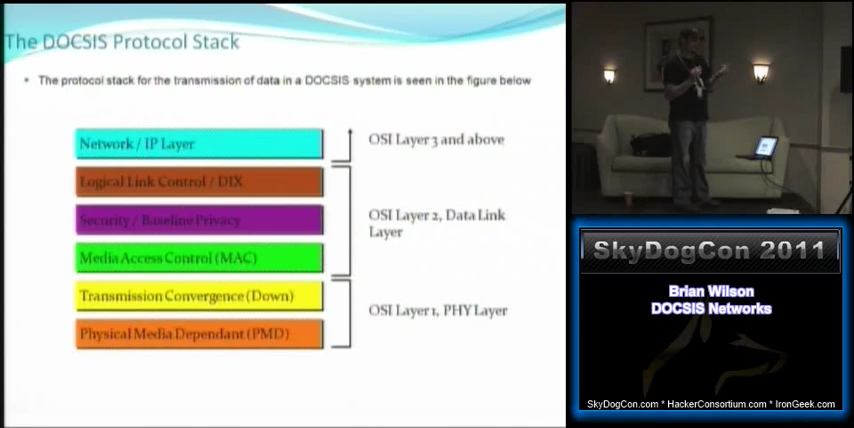 The DOCSIS Protocol Stack
• The protocol stack for the transmission of data in a DOCSIS system is seen in the figure below
Network / IP Layer
OSI Layer 3 and above
Logical Link Control / DIX
Security / Baseline Privacy
Media Access Control (MAC)
OSI Layer 2, Data Link
Layer
Transmission Convergence (Down)
Physical Media Dependant (PMD)
OSI Layer 1, PHY Layer
SkyDogCon 2011
Brian Wilson
DOCSIS Networks
SkyDogCon.com * HackerConsortium.com * IronGeek.com